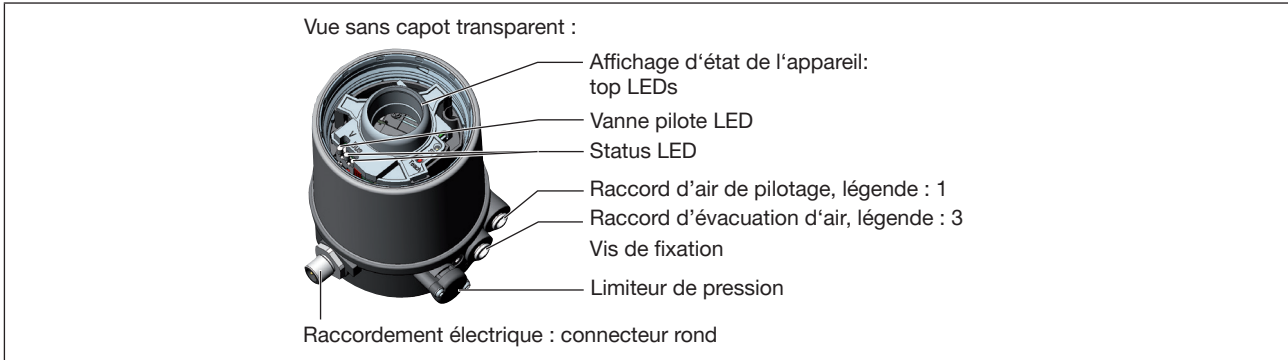 Vue sans capot transparent :
Affichage d‘état de l‘appareil:
top LEDs
Vanne pilote LED
Status LED
Raccord d’air de pilotage, légende : 1
Raccord d’évacuation d‘air, légende : 3
Vis de fixation
Limiteur de pression
Raccordement électrique : connecteur rond